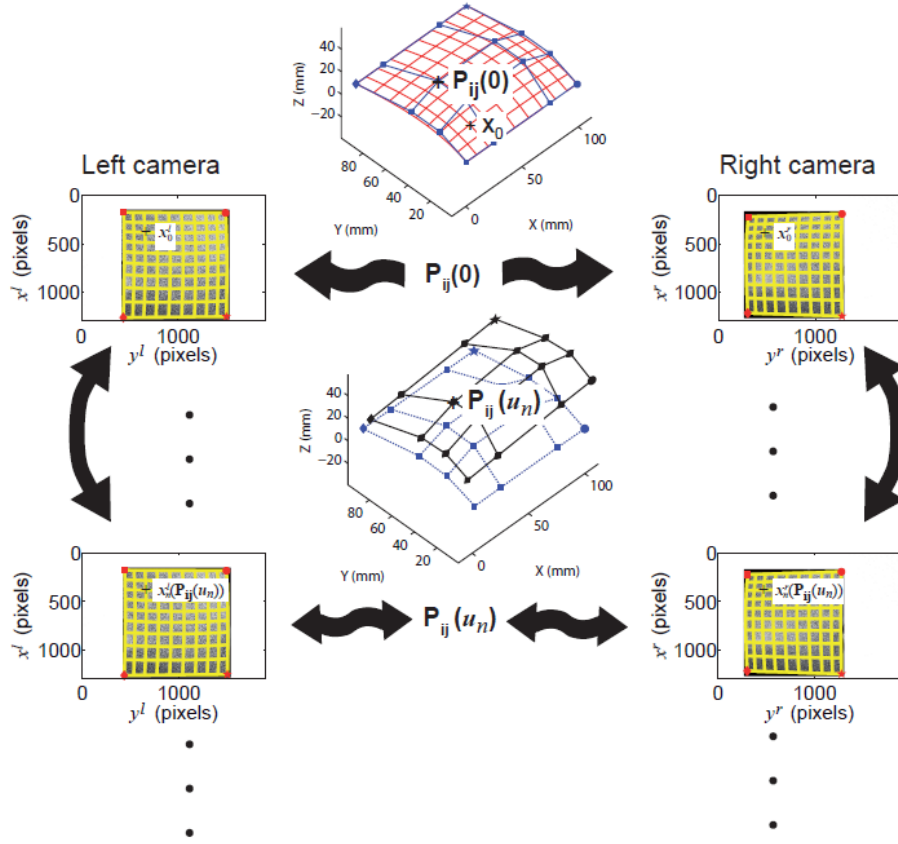 Z (mm)
40
20
0
−20
P_ij(0)
+ X_0
80
60
40
20
0
50
100
Y (mm)
X (mm)
Left camera
Right camera
0
500
1000
x^l (pixels)
x_0^l
0
1000
y^l (pixels)
P_ij(0)
0
500
1000
x^r (pixels)
x_0^r
0
1000
y^r (pixels)
Z (mm)
40
20
0
−20
P_ij (u_n)
80
60
40
20
0
50
100
Y (mm)
X (mm)
0
500
1000
x^l (pixels)
x_n^l(P_ij(u_n))
0
1000
y^l (pixels)
P_ij (u_n)
0
500
1000
x^r (pixels)
x_n^r(P_ij(u_n))
0
1000
y^r (pixels)